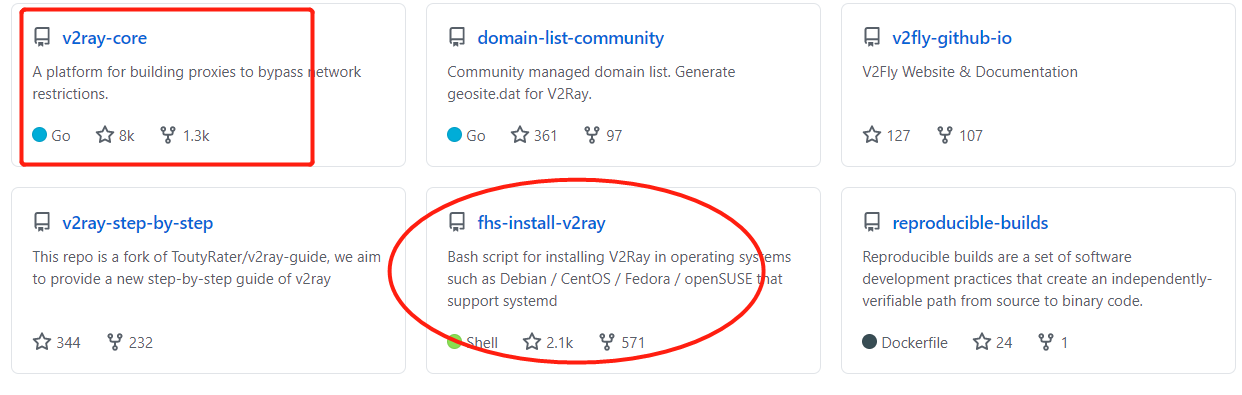 v2ray-core
A platform for building proxies to bypass network
restrictions.
Go 8k 1.3k
domain-list-community
Community managed domain list. Generate
geosite.dat for V2Ray.
Go 361 97
v2fly-github-io
V2Fly Website & Documentation
127 107
v2ray-step-by-step
This repo is a fork of ToutyRater/v2ray-guide, we aim
to provide a new step-by-step guide of v2ray
344 232
fhs-install-v2ray
Bash script for installing V2Ray in operating systems
such as Debian / CentOS / Fedora / openSUSE that
support systemd
Shell 2.1k 571
reproducible-builds
Reproducible builds are a set of software
development practices that create an independently-
verifiable path from source to binary code.
Dockerfile 24 1